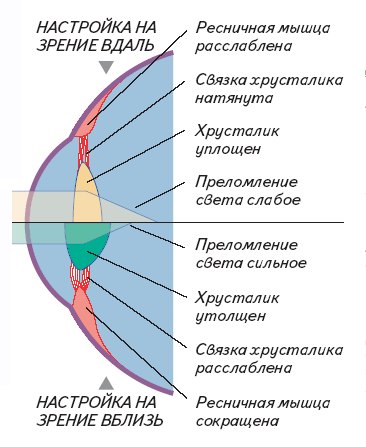 НАСТРОЙКА НА
ЗРЕНИЕ ВДАЛЬ
Ресничная мышца
расслаблена
Связка хрусталика
натянута
Хрусталик
уплощен
Преломление
света слабое
Преломление
света сильное
Хрусталик
утолщен
Связка хрусталика
расслаблена
Ресничная мышца
сокращена
НАСТРОЙКА НА
ЗРЕНИЕ ВБЛИЗЬ